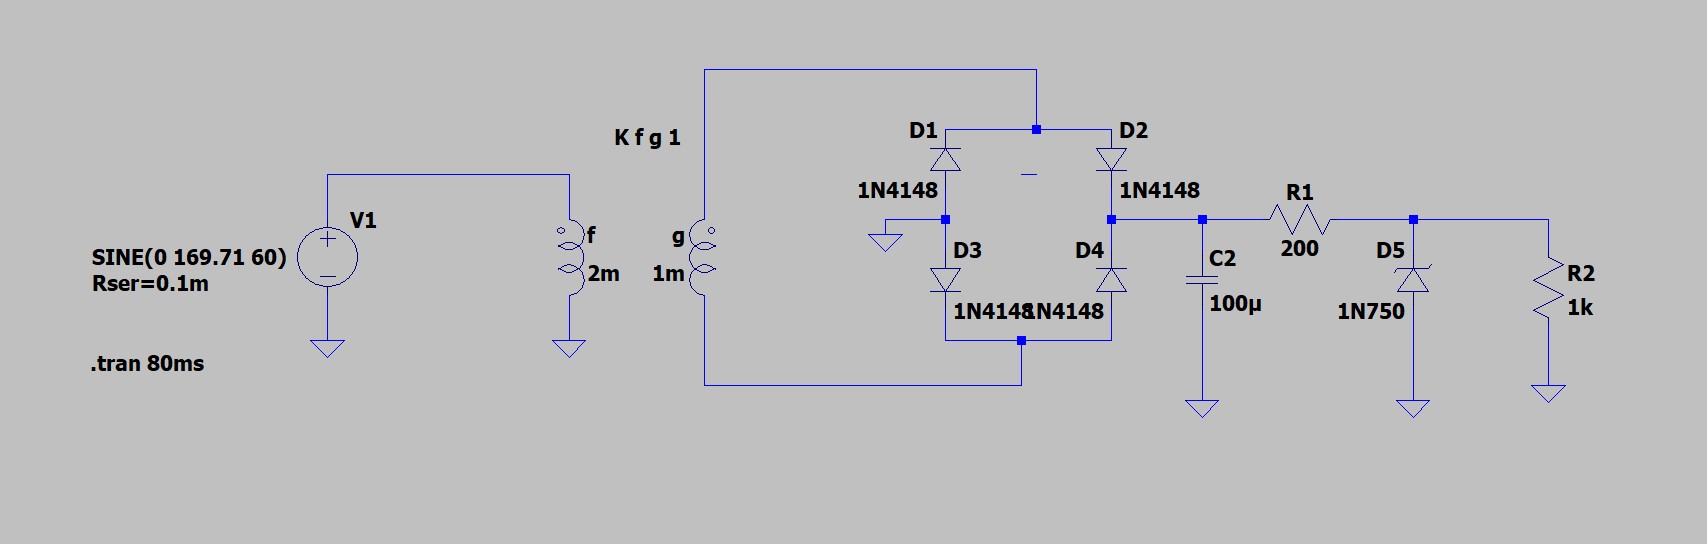 K f g 1
D1
D2
1N4148
1N4148
V1
SINE(0 169.71 60)
Rser=0.1m
f
2m
g
1m
D3
D4
1N4148
1N4148
C2
100µ
R1
200
D5
1N750
R2
1k
.tran 80ms